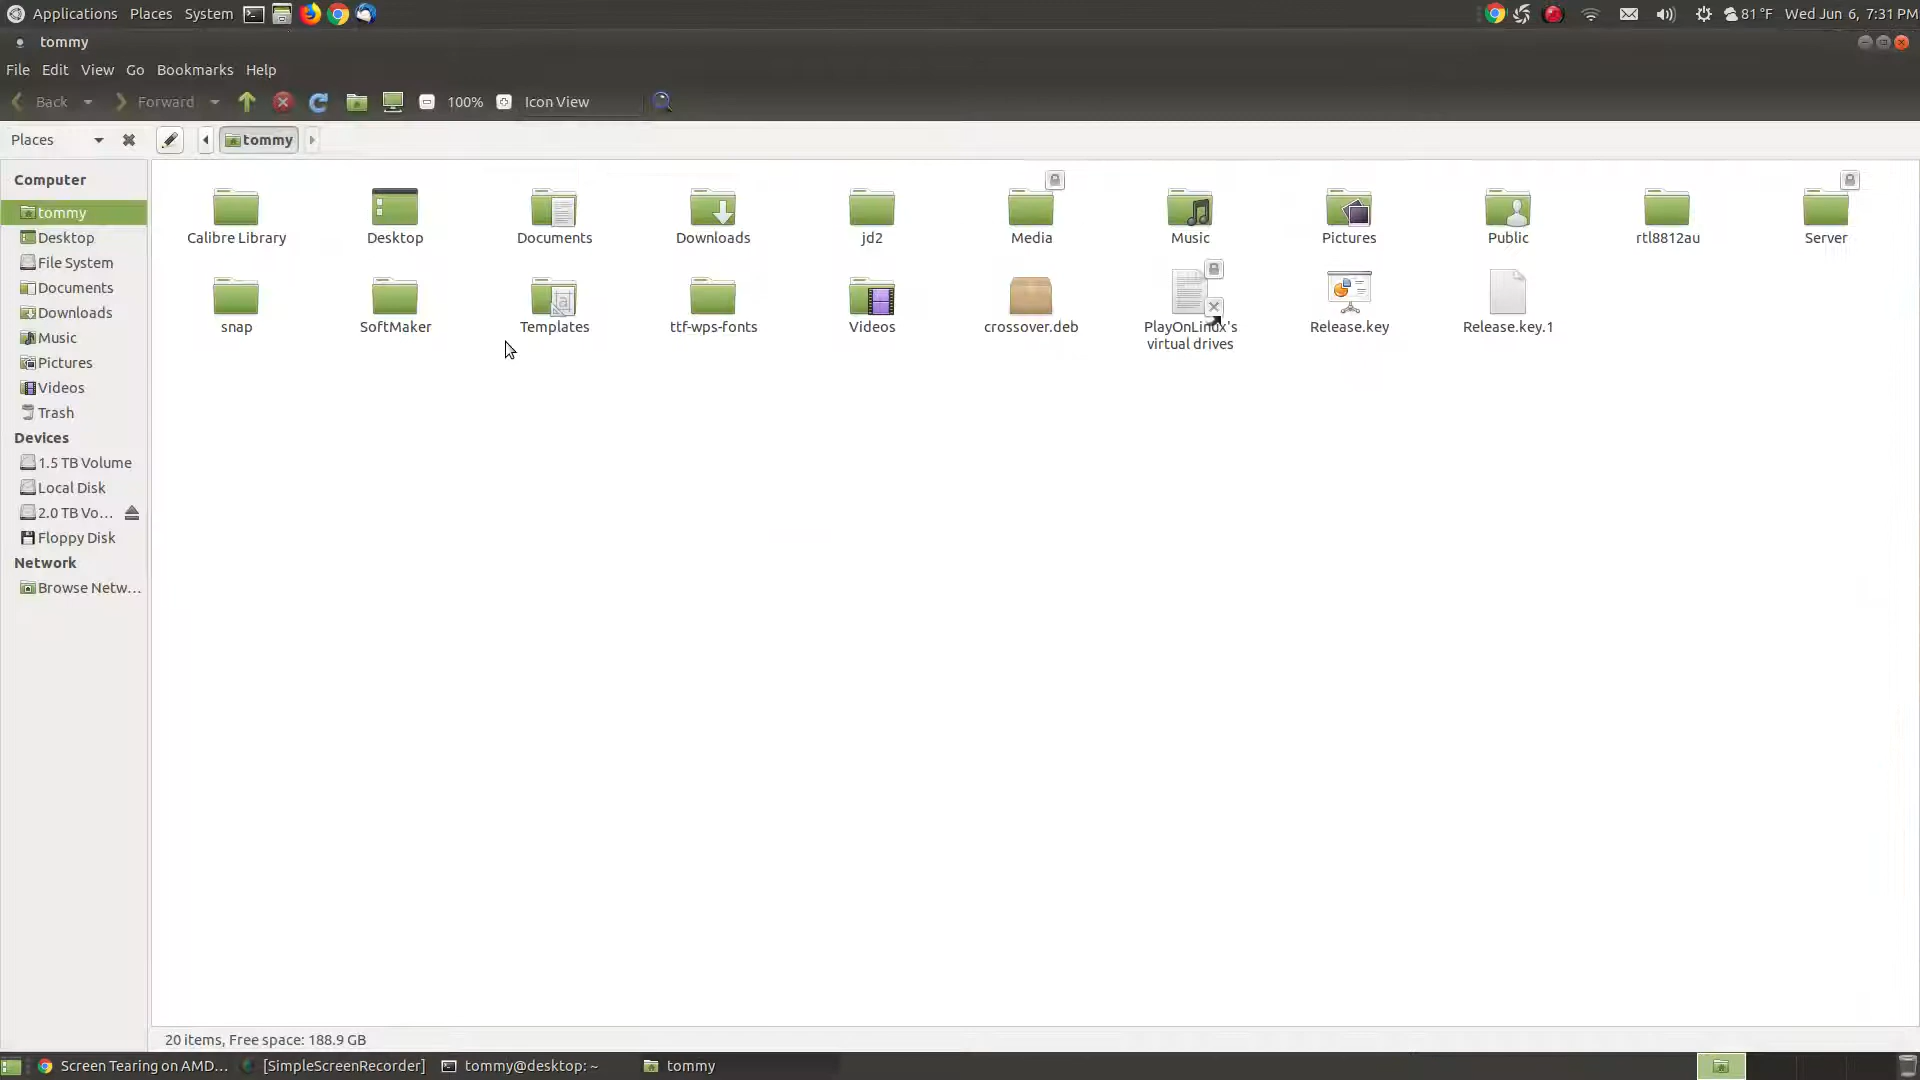 Applications Places System 81 °F Wed Jun 6, 7:31 PM
tommy
File Edit View Go Bookmarks Help
Back Forward 100% Icon View
Places tommy
Computer
tommy
Desktop
File System
Documents
Downloads
Music
Pictures
Videos
Trash
Devices
1.5 TB Volume
Local Disk
2.0 TB Vo...
Floppy Disk
Network
Browse Netw...
Calibre Library Desktop Documents Downloads jd2 Media Music Pictures Public rtl8812au Server
snap SoftMaker Templates ttf-wps-fonts Videos crossover.deb PlayOnLinux's Release.key Release.key.1
virtual drives
20 items, Free space: 188.9 GB
Screen Tearing on AMD... [SimpleScreenRecorder] tommy@desktop: ~ tommy